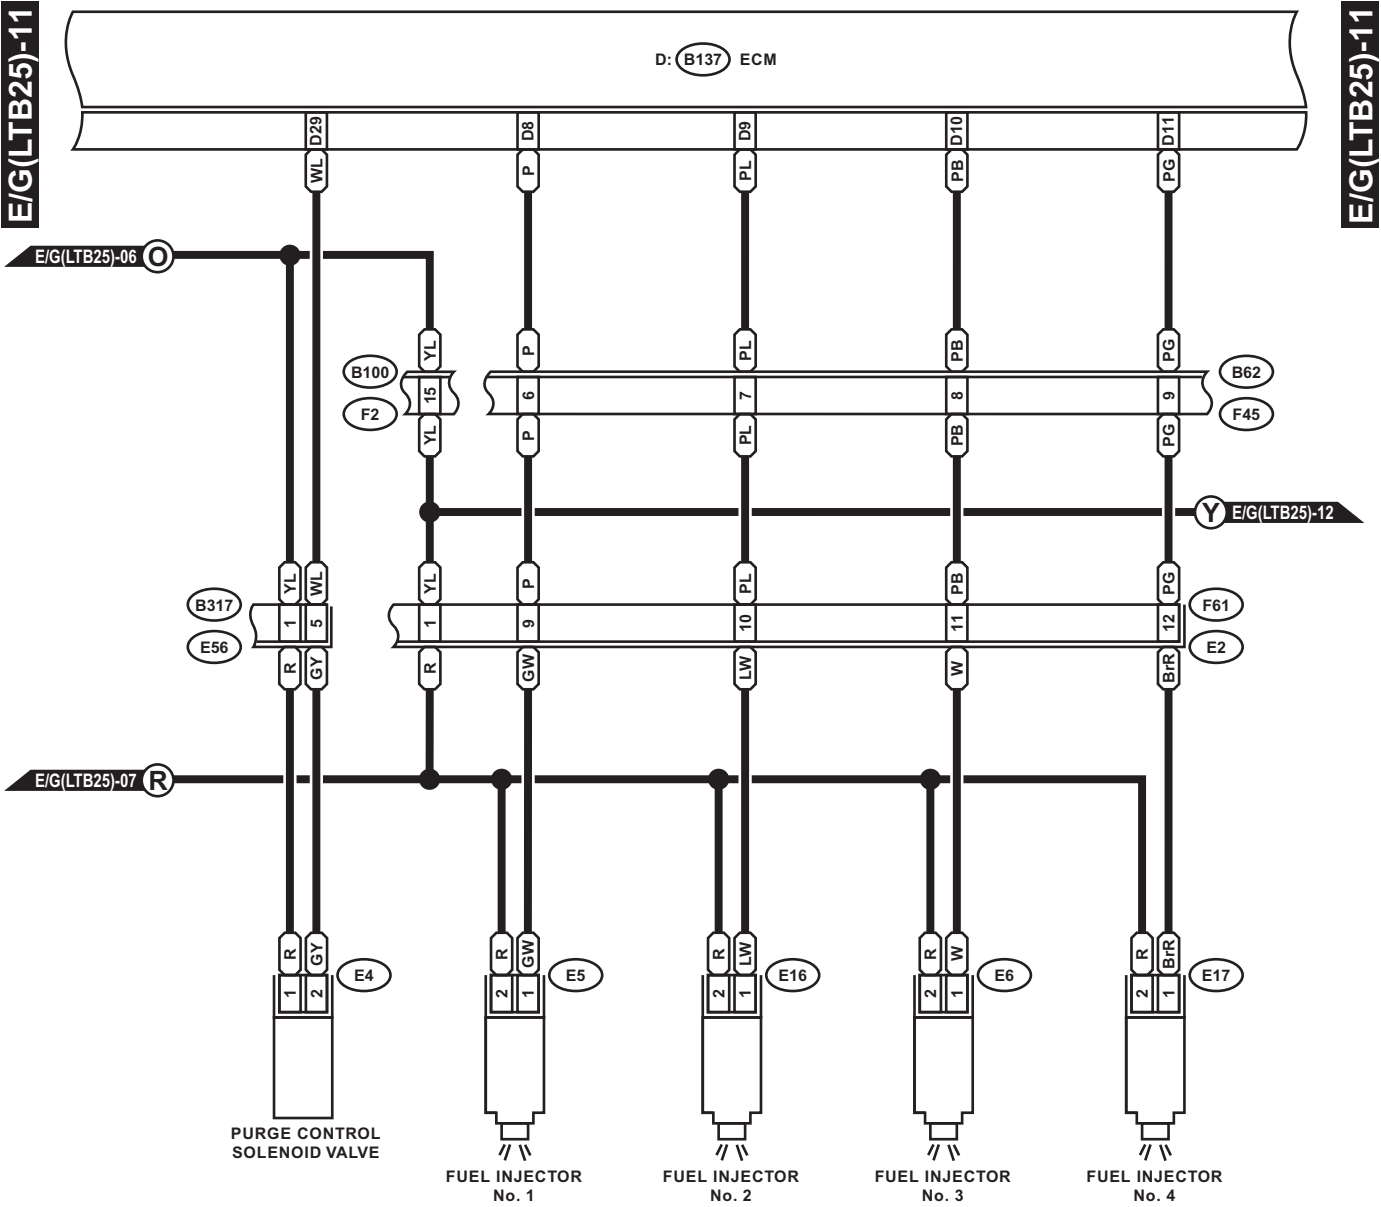 E/G(LTB25)-11
E/G(LTB25)-11
D: B137 ECM
D29 D8 D9 D10 D11
WL P PL PB PG
E/G(LTB25)-06 O
YL P PL PB PG
B100 B62
15 6 7 8 9
F2 F45
YL P PL PB PG
Y E/G(LTB25)-12
YL WL YL P PL PB PG
B317 F61
1 5 1 9 10 11 12
E56 E2
R GY R GW LW W BrR
E/G(LTB25)-07 R
R GY R GW R LW R W R BrR
E4 E5 E16 E6 E17
1 2 2 1 2 1 2 1 2 1
PURGE CONTROL
SOLENOID VALVE
FUEL INJECTOR
No. 1
FUEL INJECTOR
No. 2
FUEL INJECTOR
No. 3
FUEL INJECTOR
No. 4